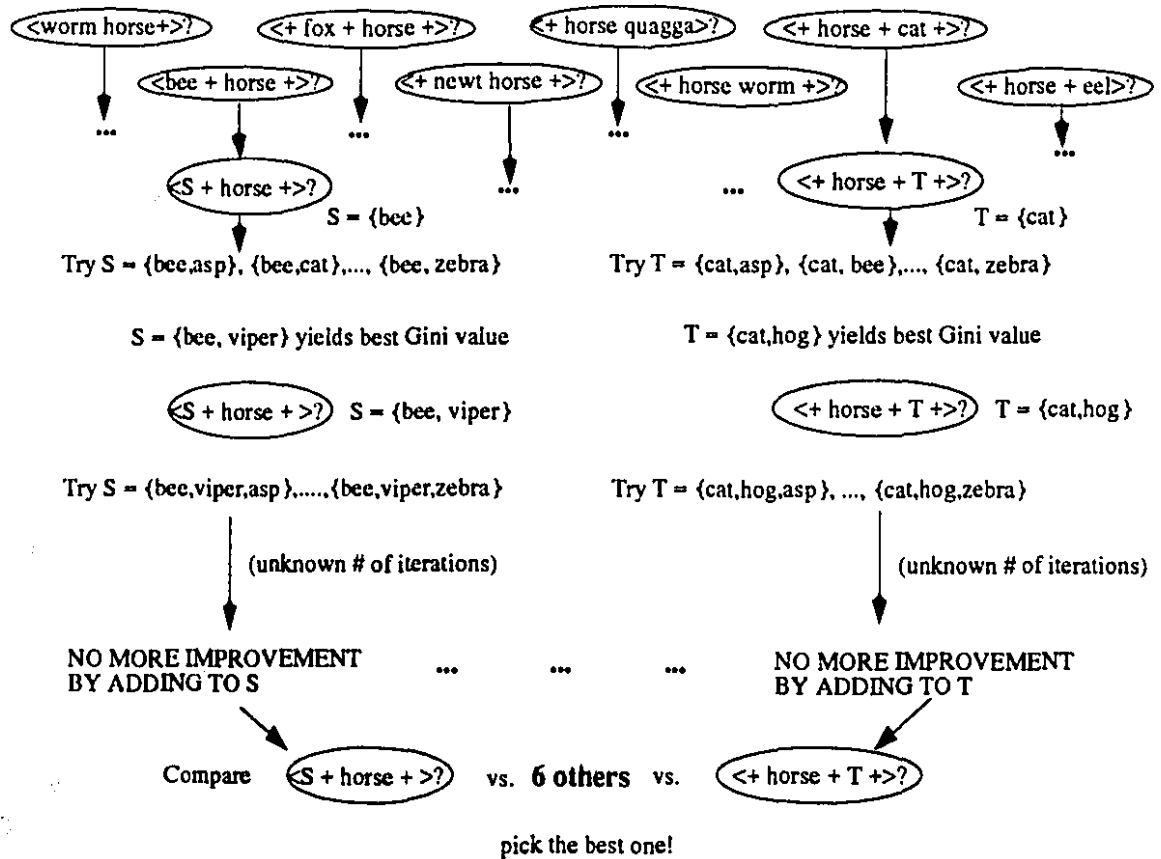 <worm horse+>? <+ fox + horse +>? <+ horse quagga>? <+ horse + cat +>?
<bee + horse +>? <+ newt horse +>? <+ horse worm +>? <+ horse + eel>?
... ... ... ...
<S + horse +>? ... ... <+ horse + T +>?
S = {bee} T = {cat}
Try S = {bee,asp}, {bee,cat},..., {bee, zebra} Try T = {cat,asp}, {cat, bee},..., {cat, zebra}
S = {bee, viper} yields best Gini value T = {cat,hog} yields best Gini value
<S + horse + >? S = {bee, viper} <+ horse + T +>? T = {cat,hog}
Try S = {bee,viper,asp},....,{bee,viper,zebra} Try T = {cat,hog,asp}, ..., {cat,hog,zebra}
(unknown # of iterations) (unknown # of iterations)
NO MORE IMPROVEMENT ... ... ... NO MORE IMPROVEMENT
BY ADDING TO S BY ADDING TO T
Compare <S + horse + >? vs. 6 others vs. <+ horse + T +>?
pick the best one!